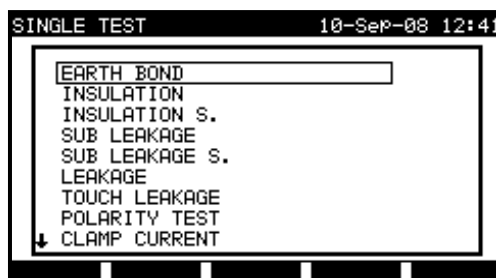 SINGLE TEST 10-Sep-08 12:41
EARTH BOND
INSULATION
INSULATION S.
SUB LEAKAGE
SUB LEAKAGE S.
LEAKAGE
TOUCH LEAKAGE
POLARITY TEST
CLAMP CURRENT